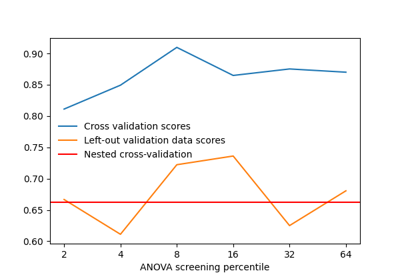 0.90
0.85
0.80
0.75
0.70
0.65
0.60
Cross validation scores
Left-out validation data scores
Nested cross-validation
2 4 8 16 32 64
ANOVA screening percentile